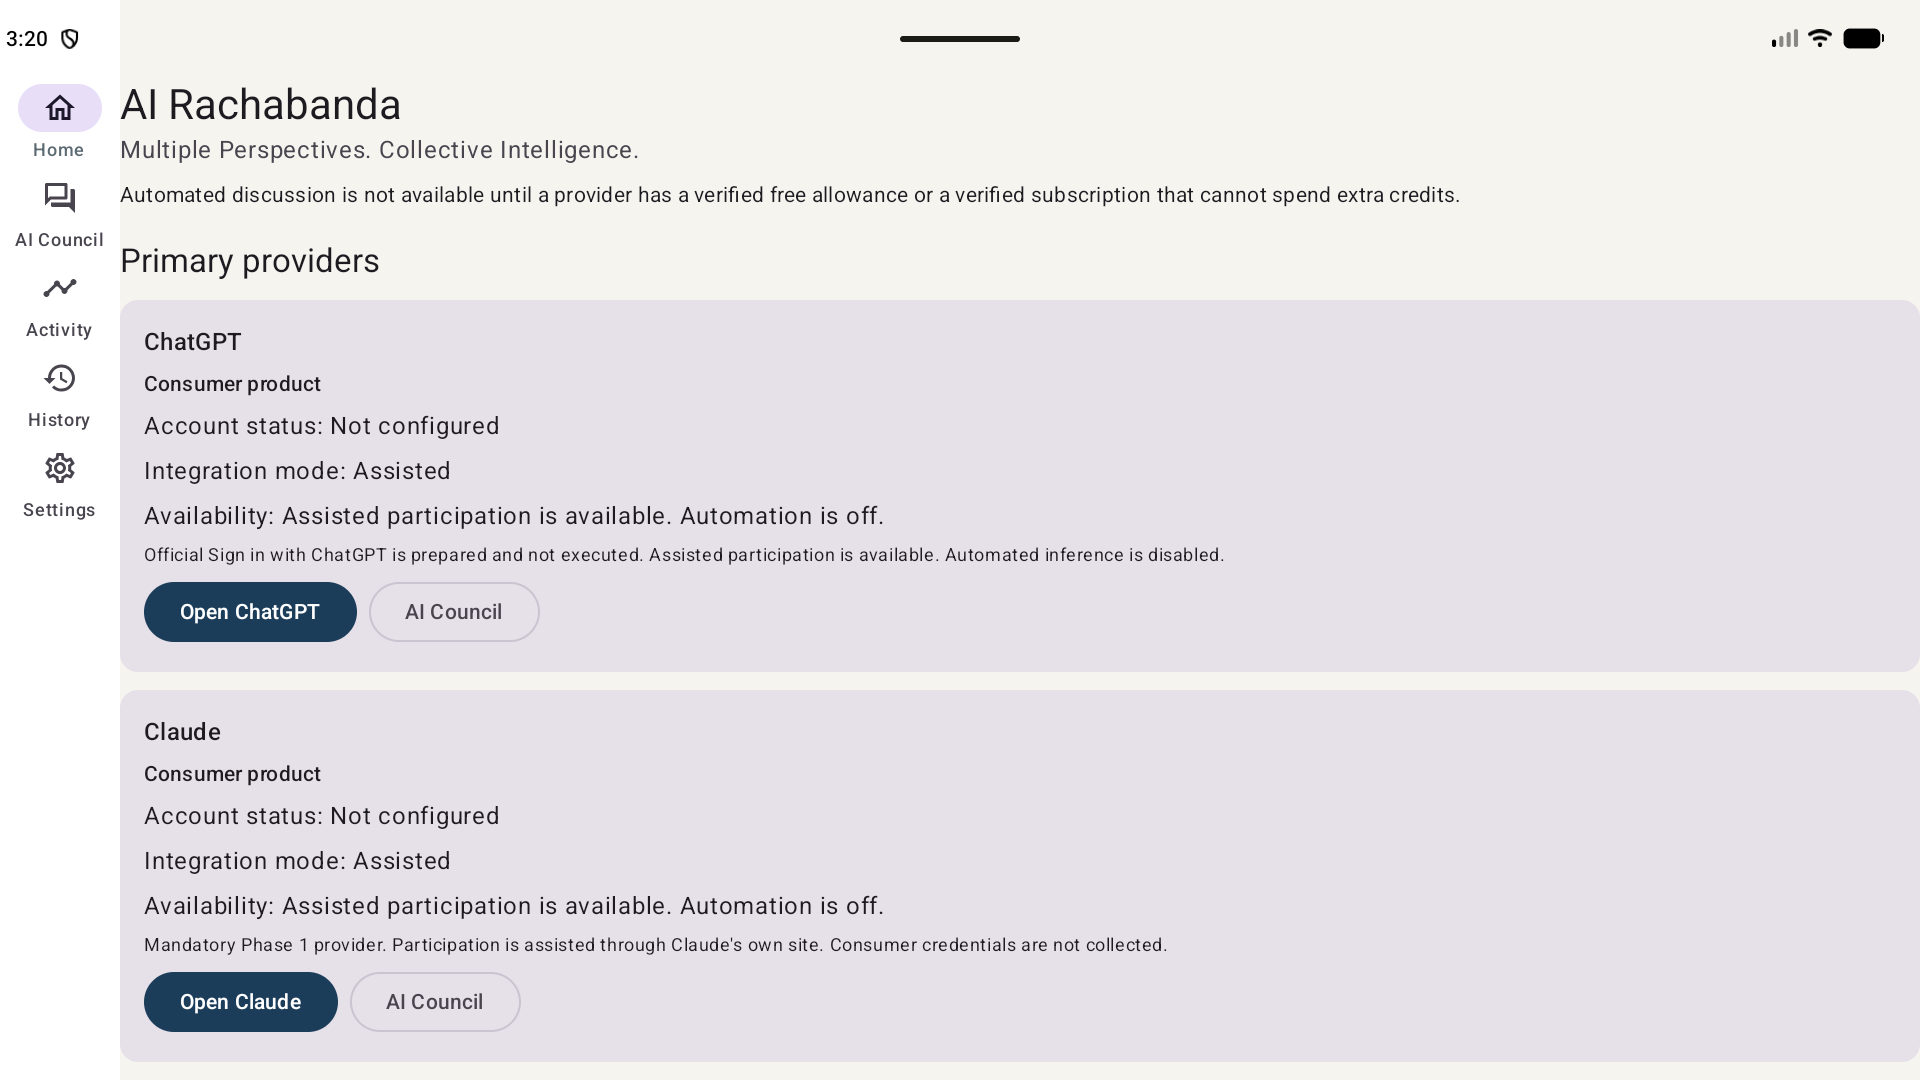 3:20
Home
AI Council
Activity
History
Settings
AI Rachabanda
Multiple Perspectives. Collective Intelligence.
Automated discussion is not available until a provider has a verified free allowance or a verified subscription that cannot spend extra credits.
Primary providers
ChatGPT
Consumer product
Account status: Not configured
Integration mode: Assisted
Availability: Assisted participation is available. Automation is off.
Official Sign in with ChatGPT is prepared and not executed. Assisted participation is available. Automated inference is disabled.
Open ChatGPT
AI Council
Claude
Consumer product
Account status: Not configured
Integration mode: Assisted
Availability: Assisted participation is available. Automation is off.
Mandatory Phase 1 provider. Participation is assisted through Claude's own site. Consumer credentials are not collected.
Open Claude
AI Council